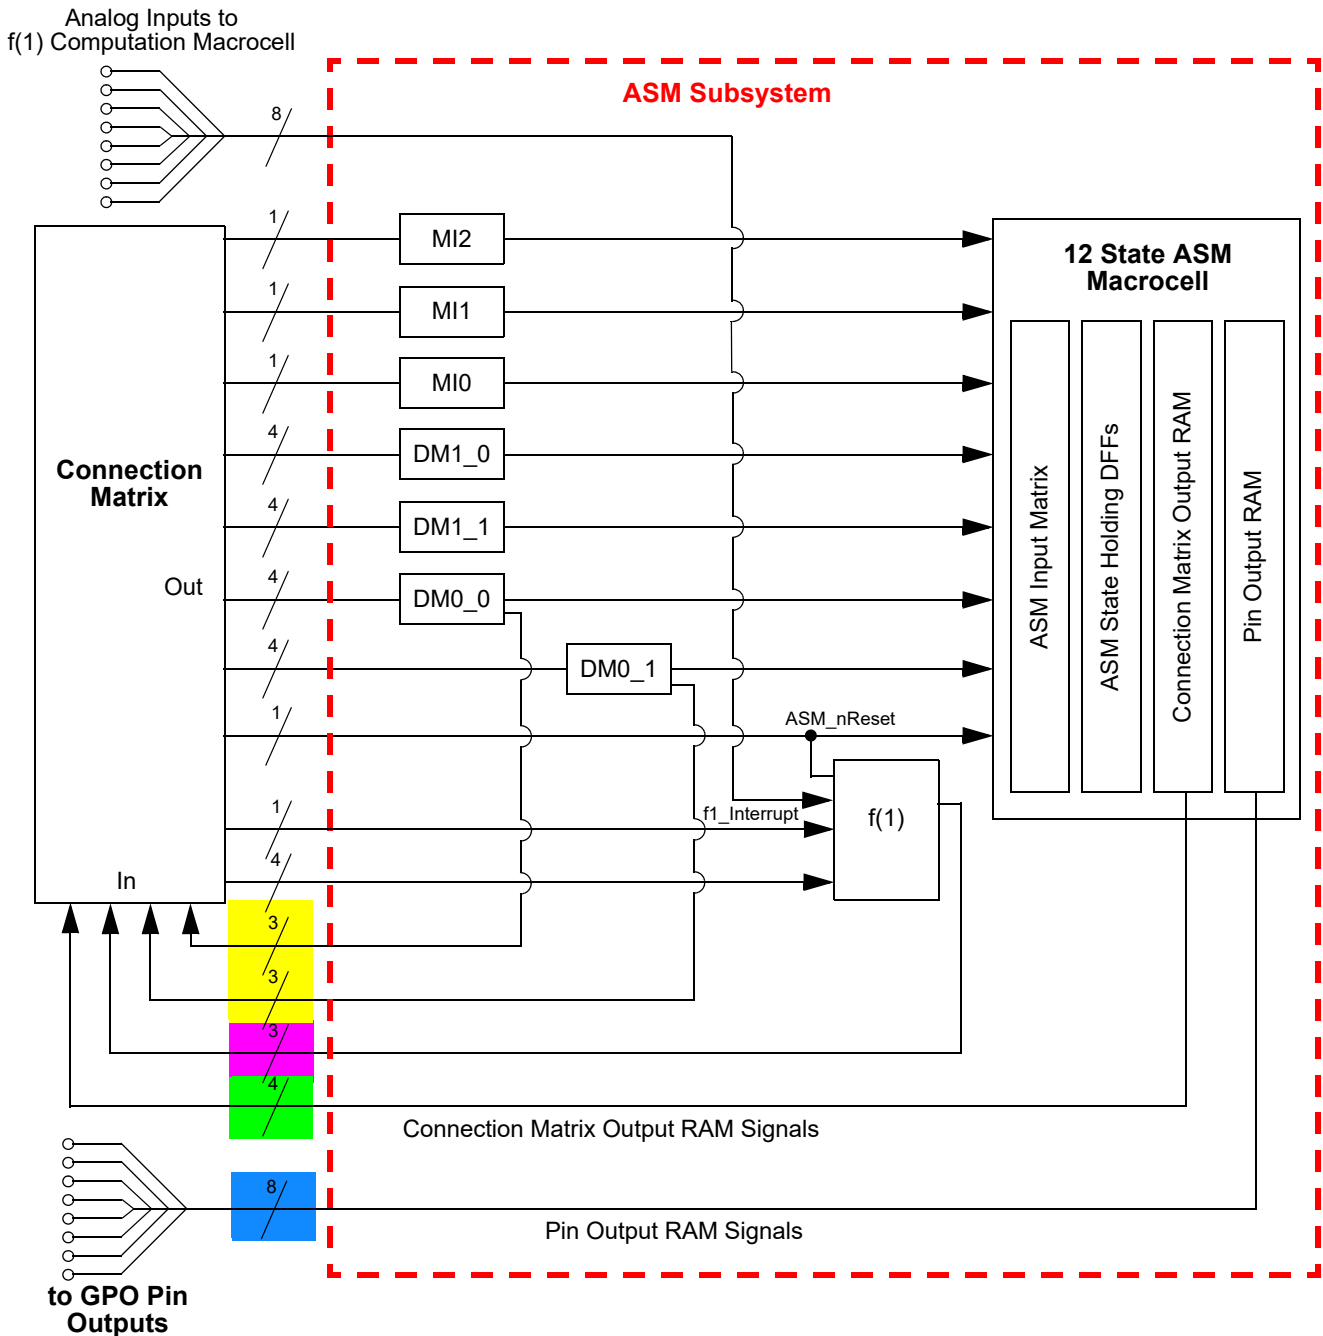 Analog Inputs to
f(1) Computation Macrocell
ASM Subsystem
8
1
MI2
12 State ASM
Macrocell
1
MI1
1
MI0
4
DM1_0
Connection
Matrix
4
DM1_1
Out
4
DM0_0
4
DM0_1
1
ASM_nReset
ASM Input Matrix
ASM State Holding DFFs
Connection Matrix Output RAM
Pin Output RAM
1
f1_Interrupt
f(1)
4
In
3
3
3
4
Connection Matrix Output RAM Signals
8
Pin Output RAM Signals
to GPO Pin
Outputs